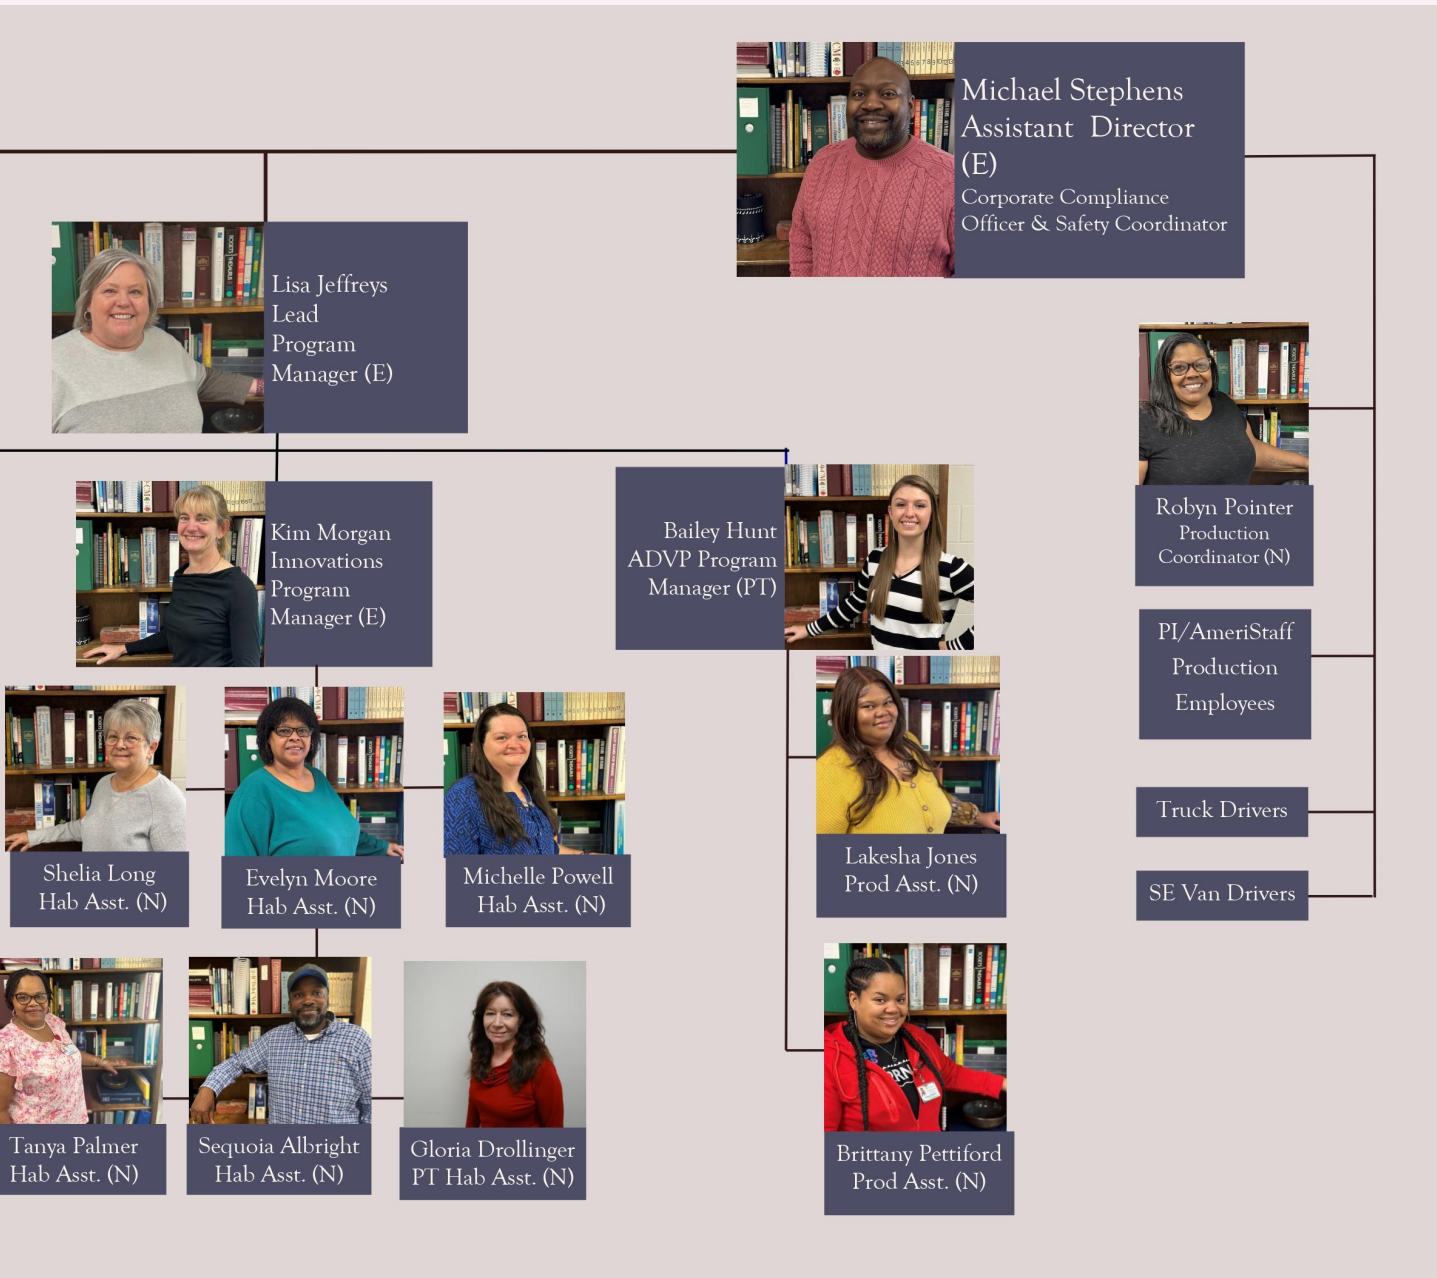 Michael Stephens
Assistant Director
(E)
Corporate Compliance
Officer & Safety Coordinator
Lisa Jeffreys
Lead
Program
Manager (E)
Kim Morgan
Innovations
Program
Manager (E)
Bailey Hunt
ADVP Program
Manager (PT)
Robyn Pointer
Production
Coordinator (N)
PI/AmeriStaff
Production
Employees
Truck Drivers
SE Van Drivers
Shelia Long
Hab Asst. (N)
Evelyn Moore
Hab Asst. (N)
Michelle Powell
Hab Asst. (N)
Lakesha Jones
Prod Asst. (N)
Tanya Palmer
Hab Asst. (N)
Sequoia Albright
Hab Asst. (N)
Gloria Drollinger
PT Hab Asst. (N)
Brittany Pettiford
Prod Asst. (N)